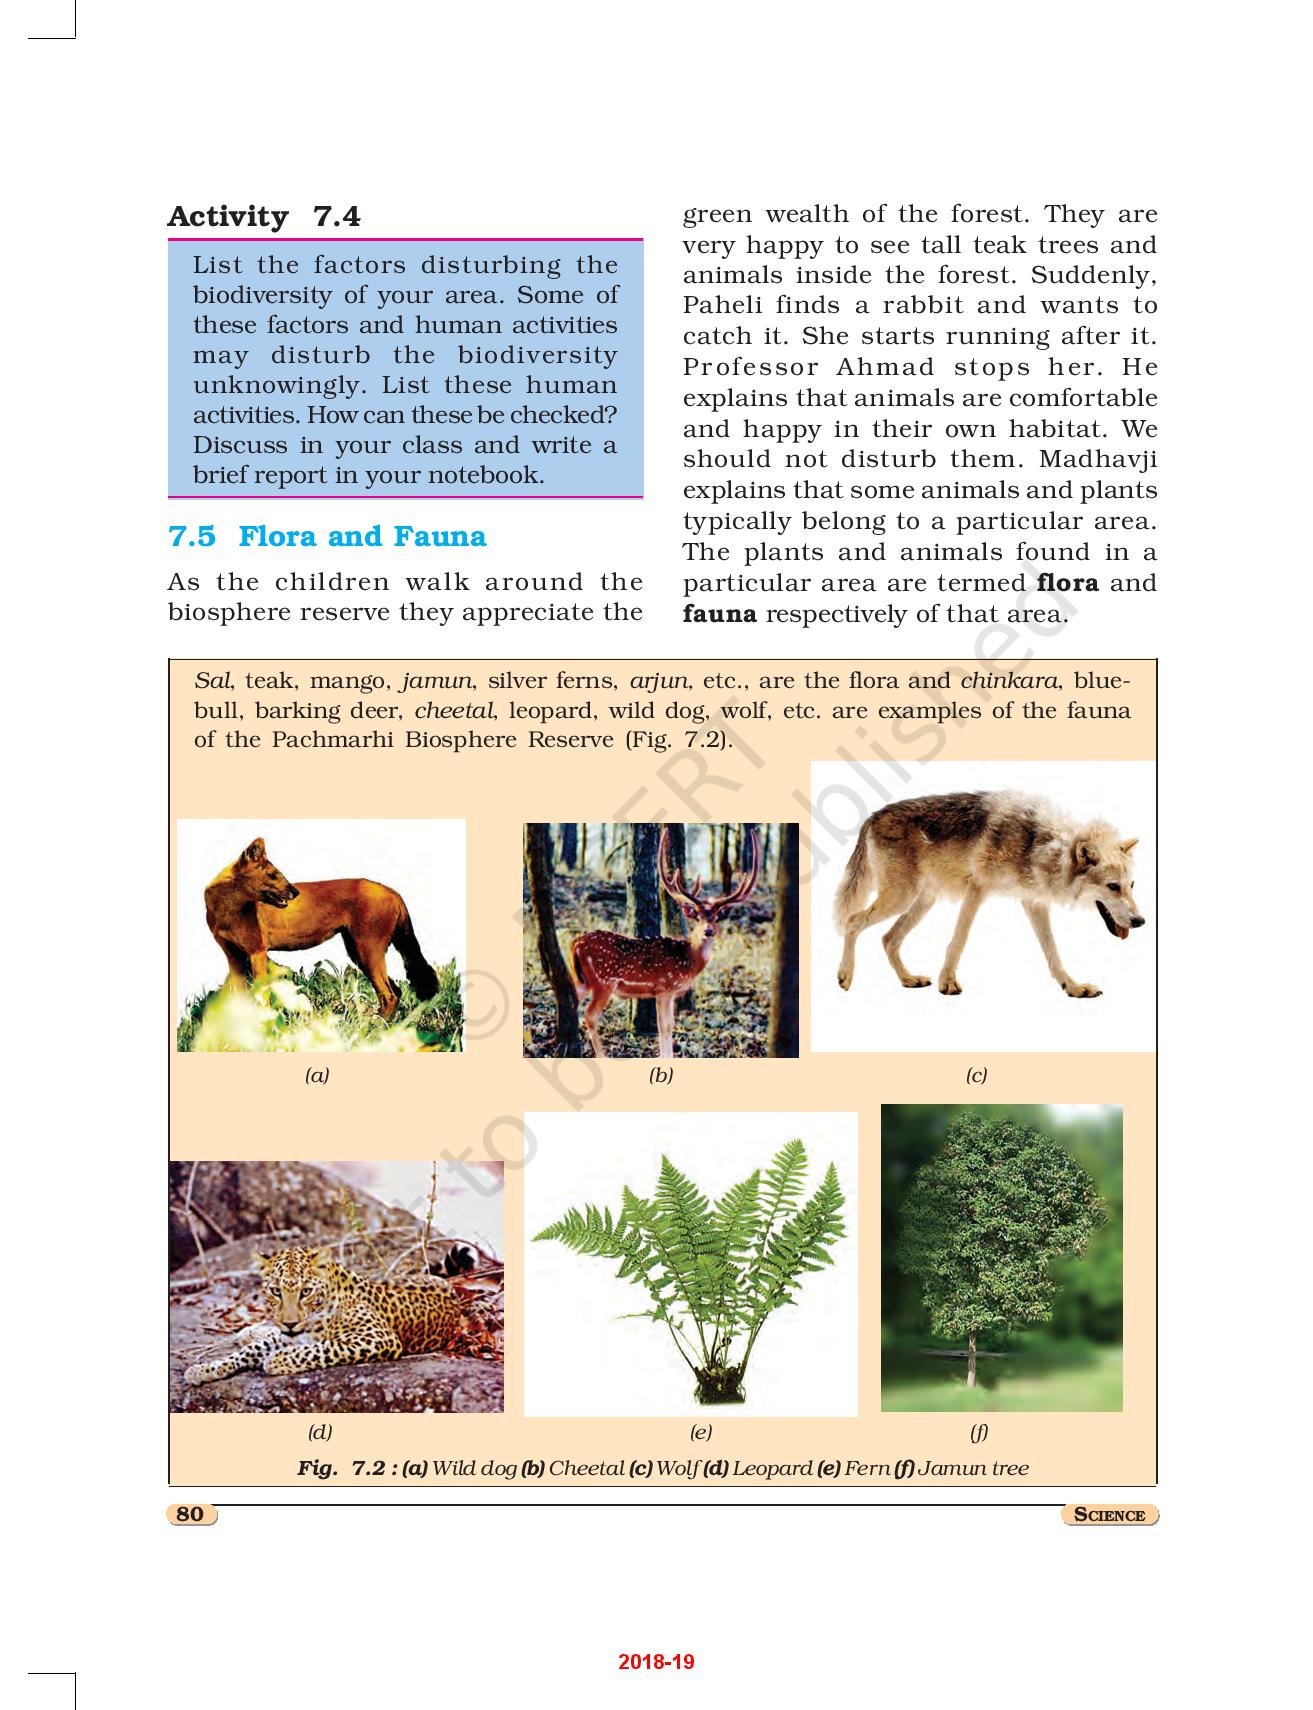 Activity 7.4
List the factors disturbing the
biodiversity of your area. Some of
these factors and human activities
may disturb the biodiversity
unknowingly. List these human
activities. How can these be checked?
Discuss in your class and write a
brief report in your notebook.
7.5 Flora and Fauna
As the children walk around the
biosphere reserve they appreciate the
green wealth of the forest. They are
very happy to see tall teak trees and
animals inside the forest. Suddenly,
Paheli finds a rabbit and wants to
catch it. She starts running after it.
Professor Ahmad stops her. He
explains that animals are comfortable
and happy in their own habitat. We
should not disturb them. Madhavji
explains that some animals and plants
typically belong to a particular area.
The plants and animals found in a
particular area are termed flora and
fauna respectively of that area.
Sal, teak, mango, jamun, silver ferns, arjun, etc., are the flora and chinkara, blue-
bull, barking deer, cheetal, leopard, wild dog, wolf, etc. are examples of the fauna
of the Pachmarhi Biosphere Reserve (Fig. 7.2).
(a)
(b)
(c)
(d)
(e)
(f)
Fig. 7.2 : (a) Wild dog (b) Cheetal (c) Wolf (d) Leopard (e) Fern (f) Jamun tree
80
SCIENCE
2018-19